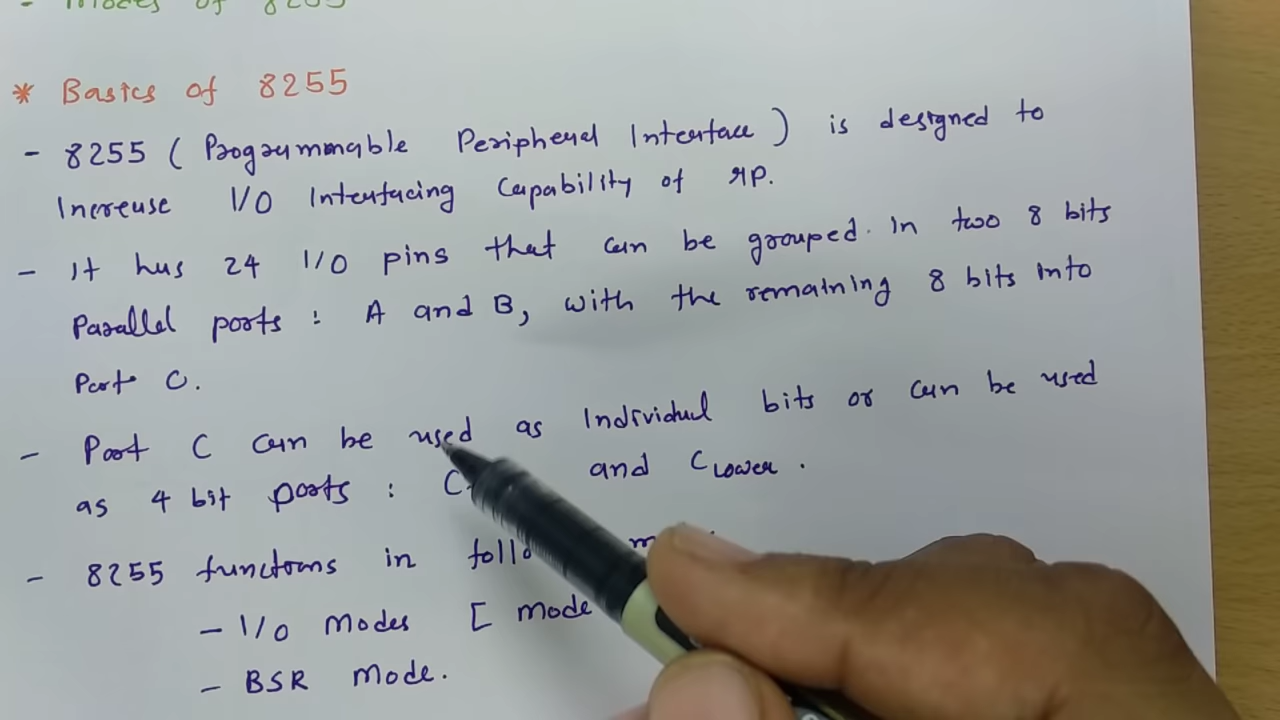 - Modes of 8255
* Basics of 8255
- 8255 ( Programmable Peripheral Interface ) is designed to
Increase I/O Interfacing Capability of μP.
- It has 24 I/O pins that can be grouped in two 8 bits
Parallel ports : A and B, with the remaining 8 bits into
Port C.
- Port C can be used as Individual bits or can be used
as 4 bit ports : C and CLower.
- 8255 functions in
- I/O Modes [ mode
- BSR Mode.